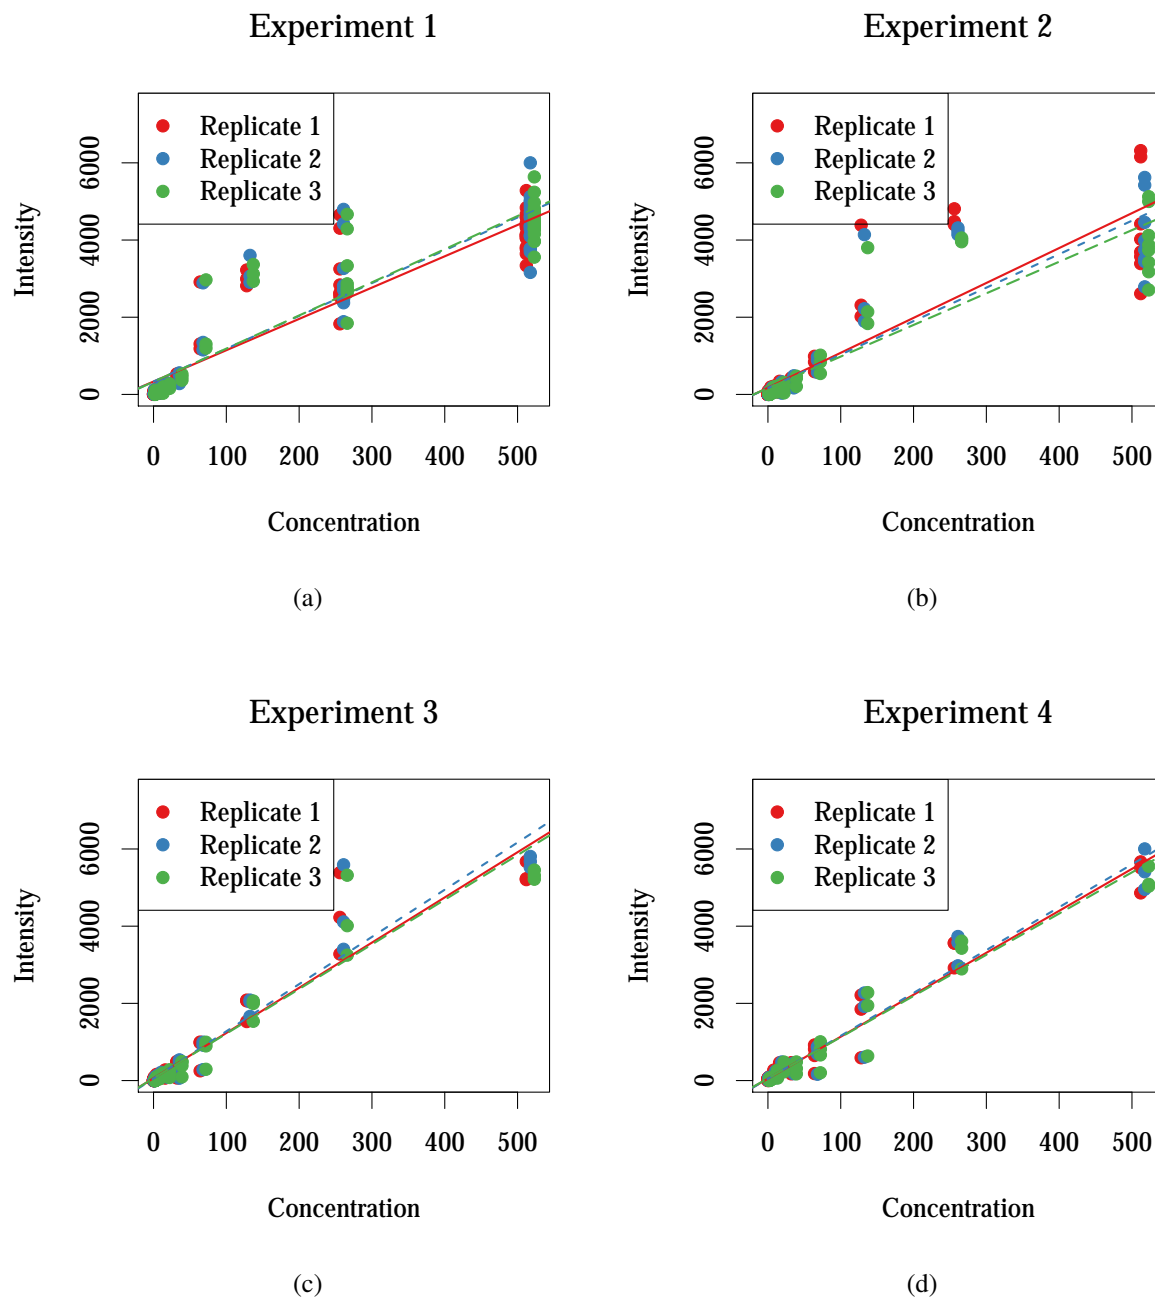 Experiment 1
Replicate 1
Replicate 2
Replicate 3
Intensity
0 2000 4000 6000
0 100 200 300 400 500
Concentration
(a)
Experiment 2
Replicate 1
Replicate 2
Replicate 3
Intensity
0 2000 4000 6000
0 100 200 300 400 500
Concentration
(b)
Experiment 3
Replicate 1
Replicate 2
Replicate 3
Intensity
0 2000 4000 6000
0 100 200 300 400 500
Concentration
(c)
Experiment 4
Replicate 1
Replicate 2
Replicate 3
Intensity
0 2000 4000 6000
0 100 200 300 400 500
Concentration
(d)